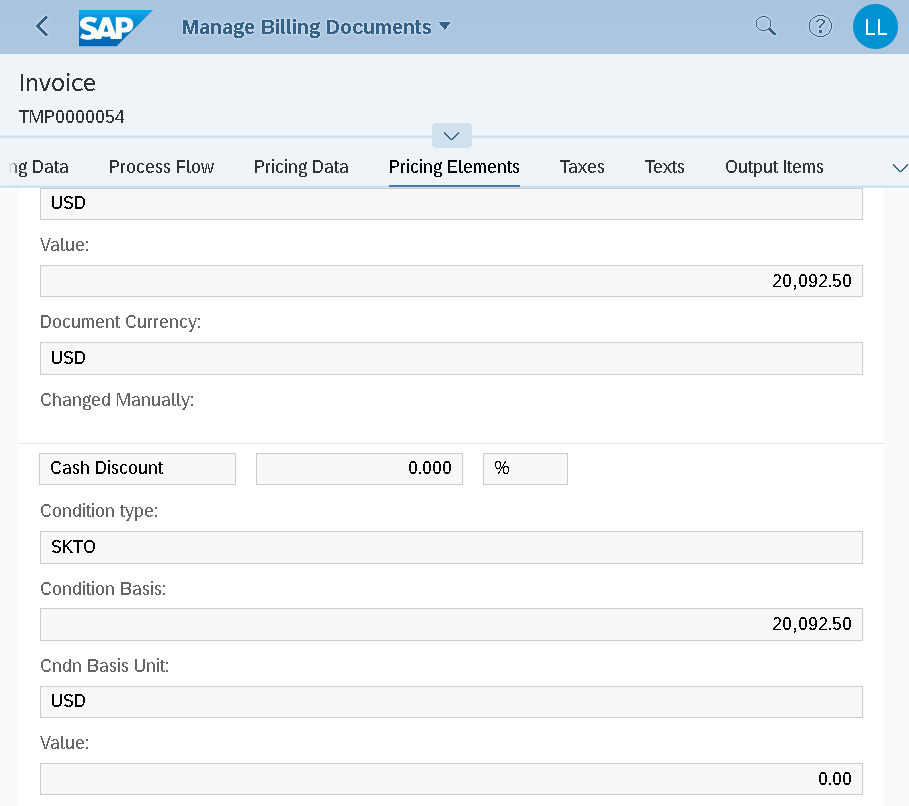 SAP Manage Billing Documents ? LL
Invoice
TMP0000054
ng Data Process Flow Pricing Data Pricing Elements Taxes Texts Output Items
USD
Value:
20,092.50
Document Currency:
USD
Changed Manually:
Cash Discount 0.000 %
Condition type:
SKTO
Condition Basis:
20,092.50
Cndn Basis Unit:
USD
Value:
0.00